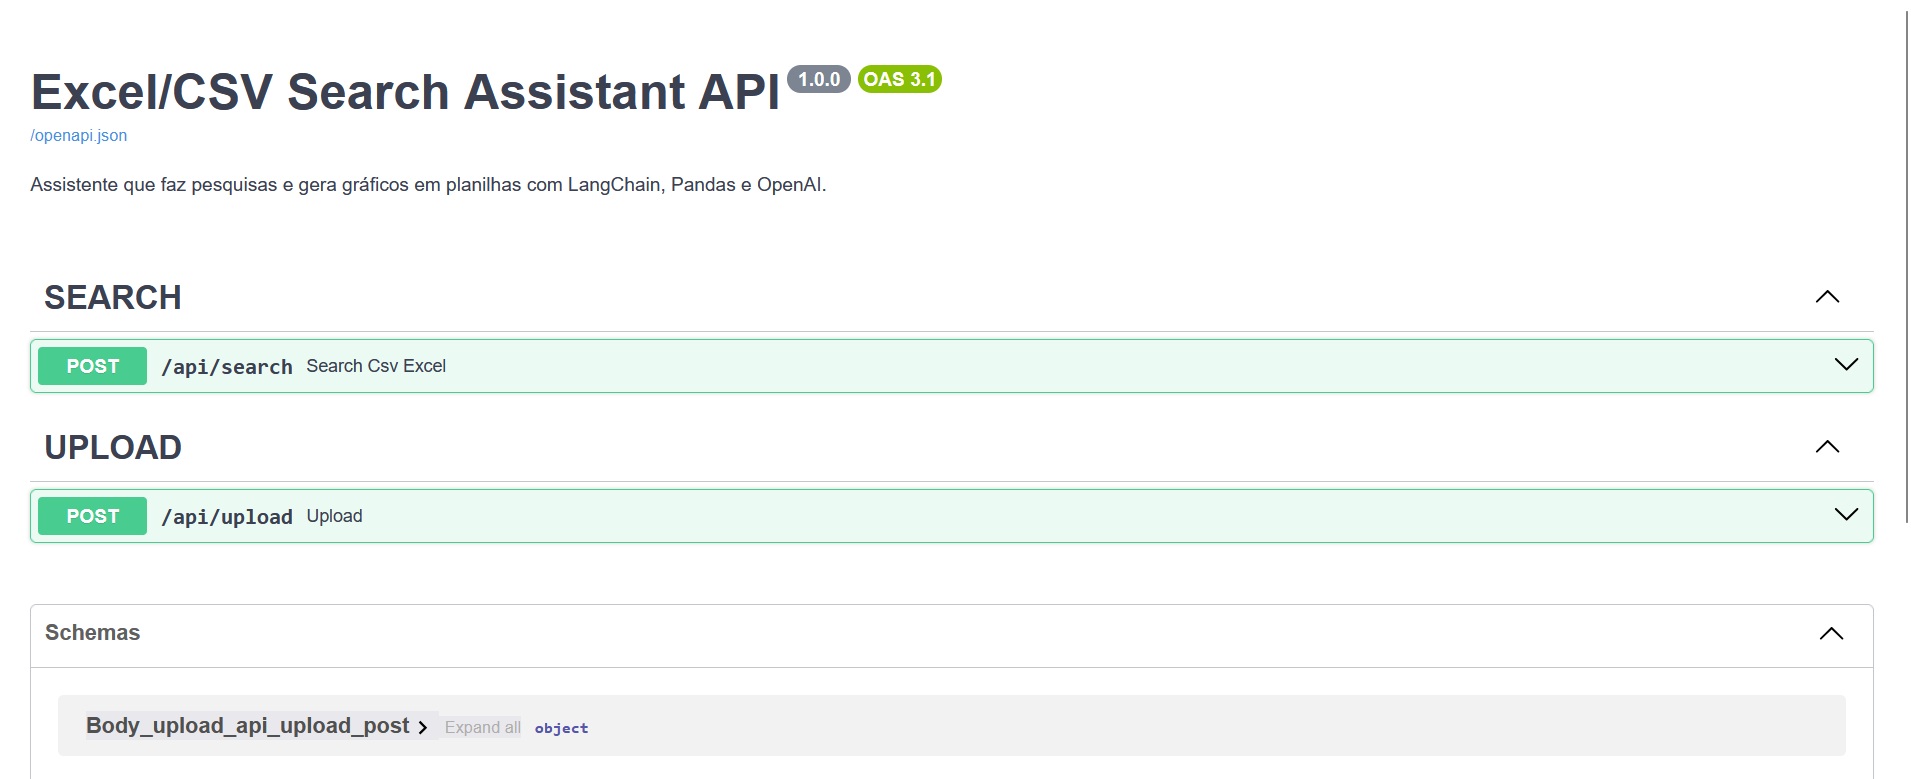 Excel/CSV Search Assistant API 1.0.0 OAS 3.1
/openapi.json
Assistente que faz pesquisas e gera gráficos em planilhas com LangChain, Pandas e OpenAI.
SEARCH
POST /api/search Search Csv Excel
UPLOAD
POST /api/upload Upload
Schemas
Body_upload_api_upload_post Expand all object